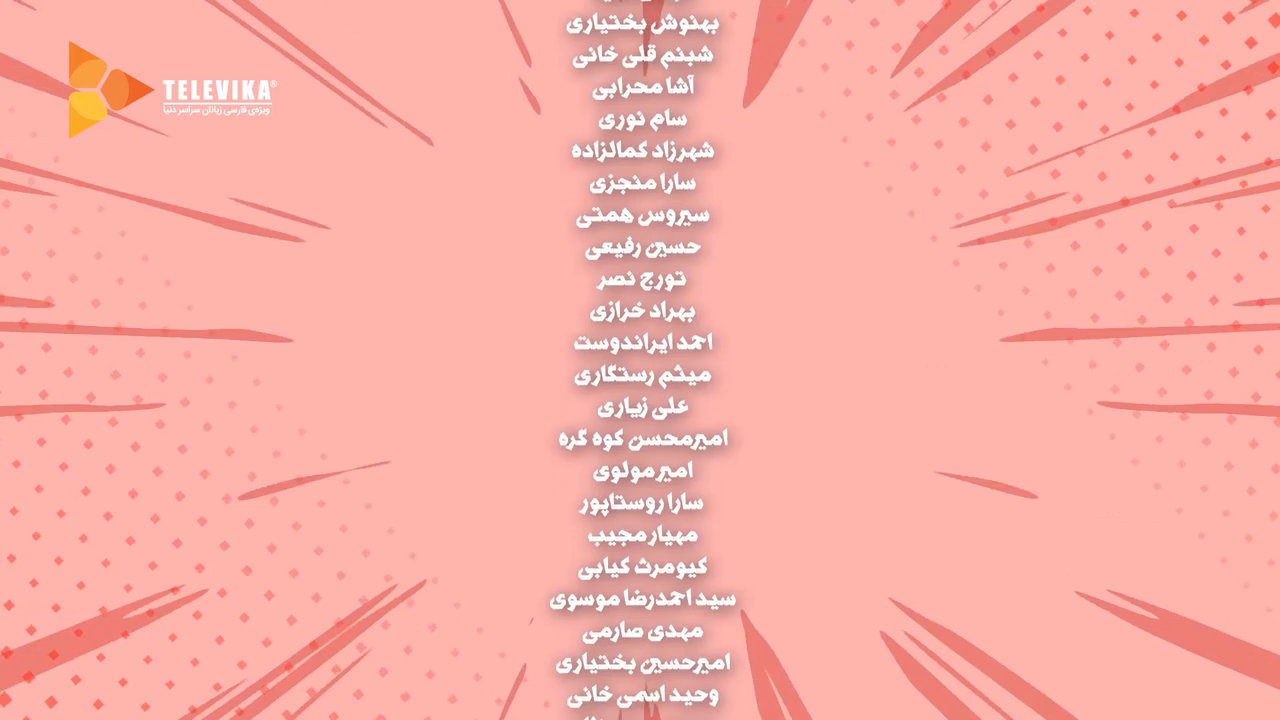 بهنوش بختیاری
شبنم قلی خانی
آشا محرابی
سام نوری
شهرزاد کمالزاده
سارا منجزی
سیروس همتی
حسین رفیعی
تورج نصر
بهراد خرازی
احمد ایراندوست
میثم رستگاری
علی زیاری
امیرمحسن کوه گره
امیر مولوی
سارا روستاپور
مهیار مجیب
کیومرث کیابی
سید احمدرضا موسوی
مهدی صارمی
امیرحسین بختیاری
وحید اسمی خانی
TELEVIKA®
ویژه‌ی فارسی زبانان سراسر دنیا